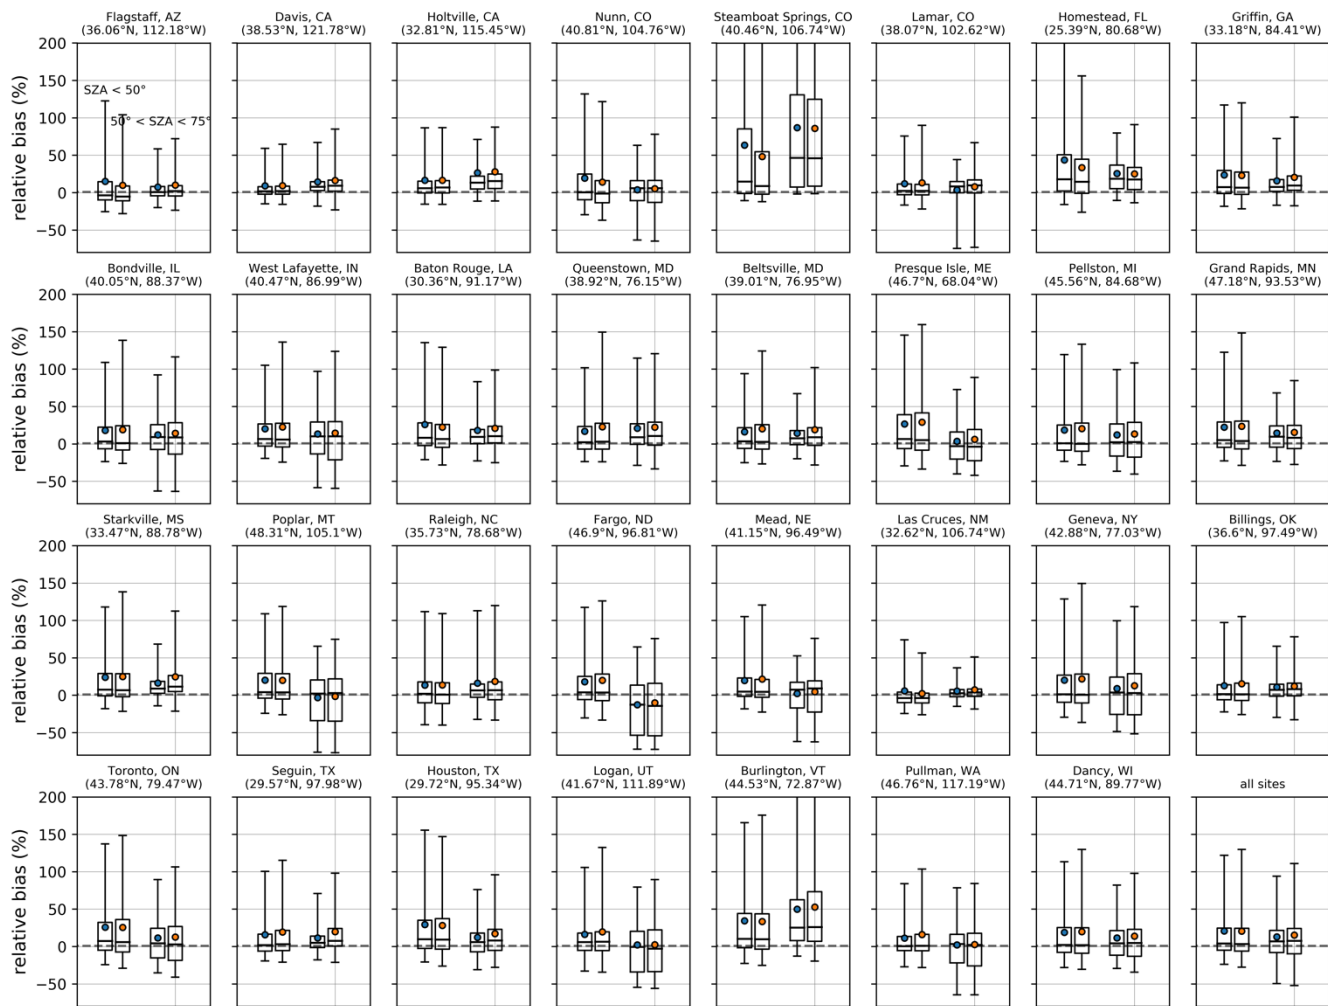 Flagstaff, AZ
(36.06°N, 112.18°W)
Davis, CA
(38.53°N, 121.78°W)
Holtville, CA
(32.81°N, 115.45°W)
Nunn, CO
(40.81°N, 104.76°W)
Steamboat Springs, CO
(40.46°N, 106.74°W)
Lamar, CO
(38.07°N, 102.62°W)
Homestead, FL
(25.39°N, 80.68°W)
Griffin, GA
(33.18°N, 84.41°W)
relative bias (%)
200
150
100
50
0
−50
SZA < 50°
50° < SZA < 75°
Bondville, IL
(40.05°N, 88.37°W)
West Lafayette, IN
(40.47°N, 86.99°W)
Baton Rouge, LA
(30.36°N, 91.17°W)
Queenstown, MD
(38.92°N, 76.15°W)
Beltsville, MD
(39.01°N, 76.95°W)
Presque Isle, ME
(46.7°N, 68.04°W)
Pellston, MI
(45.56°N, 84.68°W)
Grand Rapids, MN
(47.18°N, 93.53°W)
relative bias (%)
200
150
100
50
0
−50
Starkville, MS
(33.47°N, 88.78°W)
Poplar, MT
(48.31°N, 105.1°W)
Raleigh, NC
(35.73°N, 78.68°W)
Fargo, ND
(46.9°N, 96.81°W)
Mead, NE
(41.15°N, 96.49°W)
Las Cruces, NM
(32.62°N, 106.74°W)
Geneva, NY
(42.88°N, 77.03°W)
Billings, OK
(36.6°N, 97.49°W)
relative bias (%)
200
150
100
50
0
−50
Toronto, ON
(43.78°N, 79.47°W)
Seguin, TX
(29.57°N, 97.98°W)
Houston, TX
(29.72°N, 95.34°W)
Logan, UT
(41.67°N, 111.89°W)
Burlington, VT
(44.53°N, 72.87°W)
Pullman, WA
(46.76°N, 117.19°W)
Dancy, WI
(44.71°N, 89.77°W)
all sites
relative bias (%)
200
150
100
50
0
−50